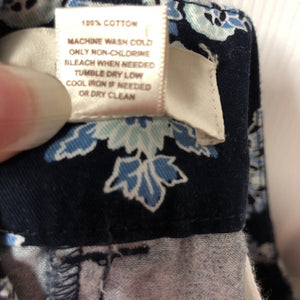 100% COTTON
MACHINE WASH COLD
ONLY NON-CHLORINE
BLEACH WHEN NEEDED
TUMBLE DRY LOW
COOL IRON IF NEEDED
OR DRY CLEAN